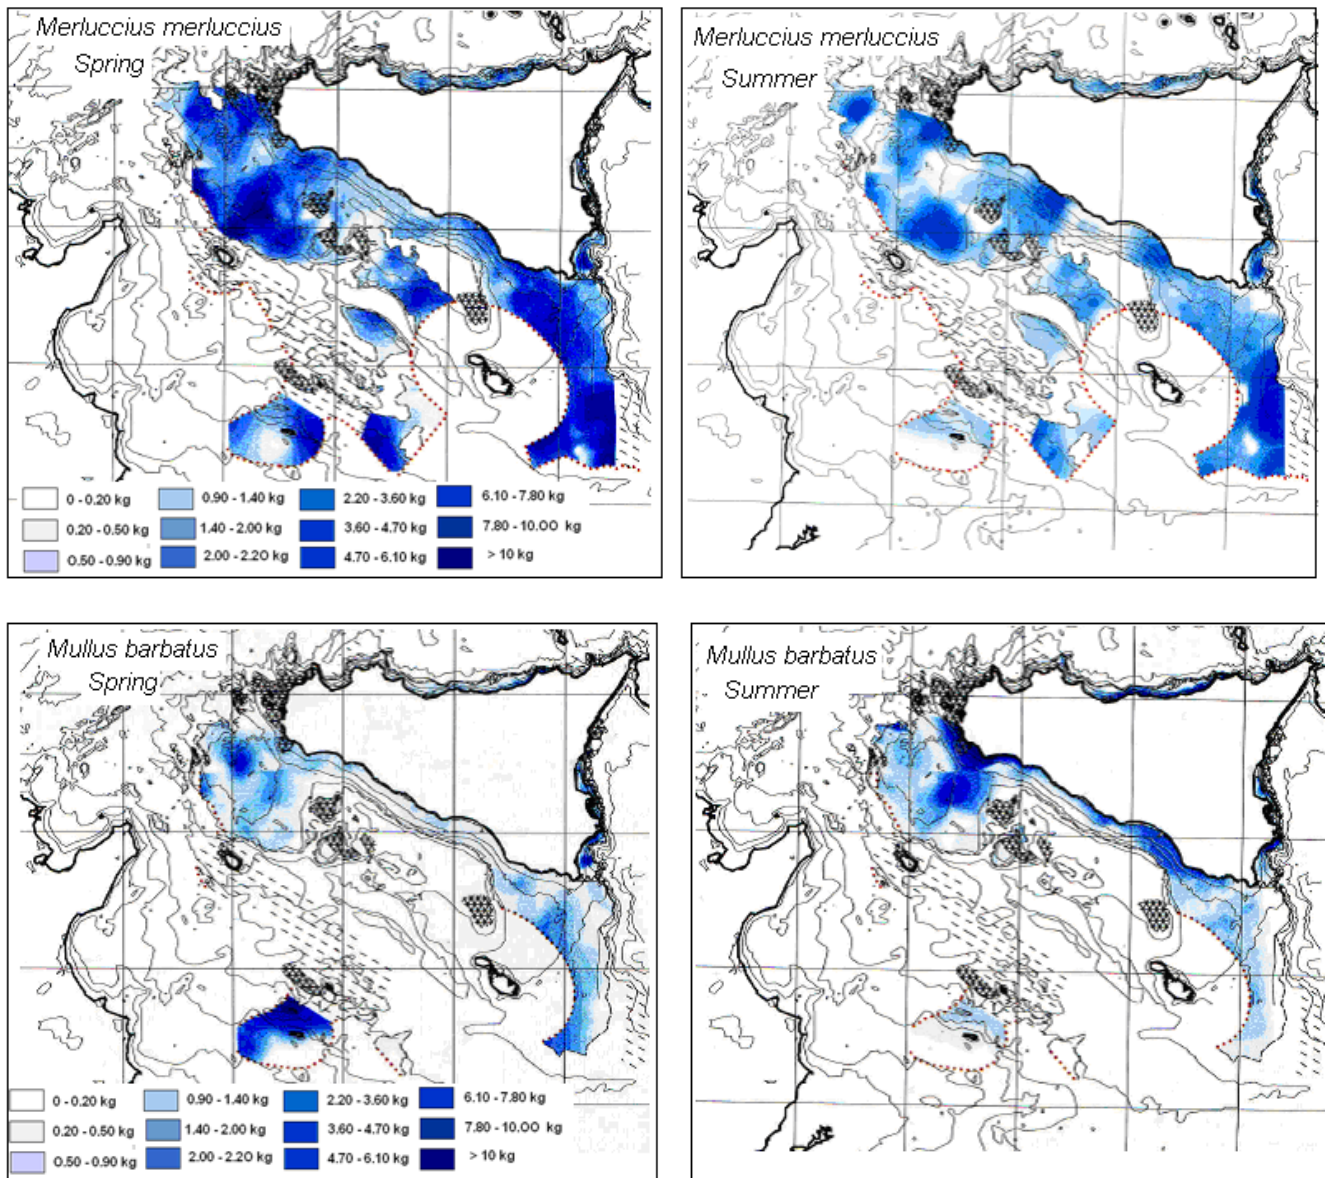 Merluccius merluccius
Spring
0 - 0.20 kg
0.90 - 1.40 kg
2.20 - 3.60 kg
6.10 - 7.80 kg
0.20 - 0.50 kg
1.40 - 2.00 kg
3.60 - 4.70 kg
7.80 - 10.00 kg
0.50 - 0.90 kg
2.00 - 2.20 kg
4.70 - 6.10 kg
> 10 kg
Merluccius merluccius
Summer
Mullus barbatus
Spring
0 - 0.20 kg
0.90 - 1.40 kg
2.20 - 3.60 kg
6.10 - 7.80 kg
0.20 - 0.50 kg
1.40 - 2.00 kg
3.60 - 4.70 kg
7.80 - 10.00 kg
0.50 - 0.90 kg
2.00 - 2.20 kg
4.70 - 6.10 kg
> 10 kg
Mullus barbatus
Summer